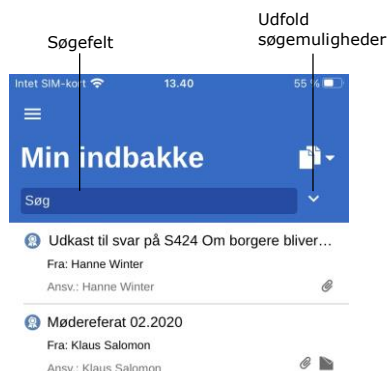 Udfold
Søgefelt
søgemuligheder
Intet SIM-kort 13.40 55 %
Min indbakke
Søg
Udkast til svar på S424 Om borgere bliver…
Fra: Hanne Winter
Ansv.: Hanne Winter
Mødereferat 02.2020
Fra: Klaus Salomon
Ansv.: Klaus Salomon